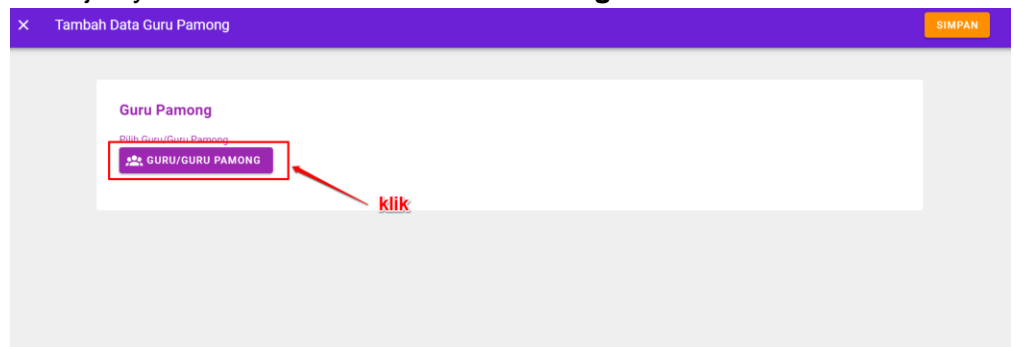 Tambah Data Guru Pamong
SIMPAN
Guru Pamong
Pilih Guru/Guru Pamong
GURU/GURU PAMONG
klik